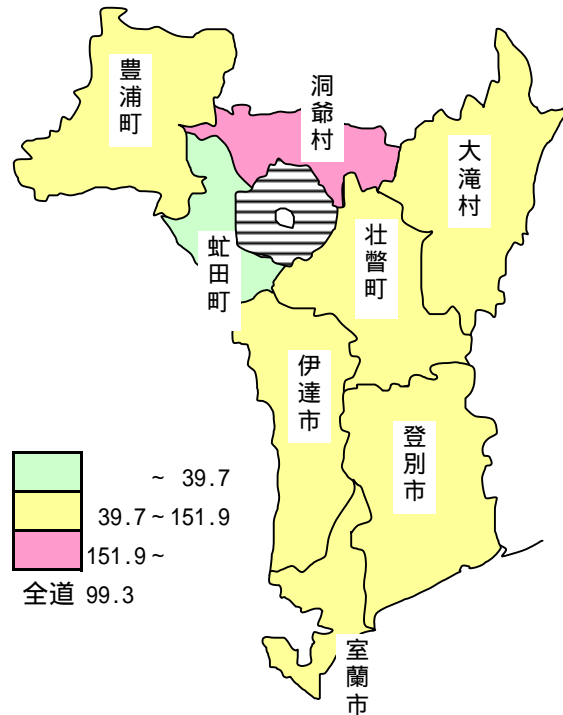 豊浦町
洞爺村
大滝村
虻田町
壮瞥町
伊達市
登別市
~ 39.7
39.7~151.9
151.9~
全道 99.3
室蘭市